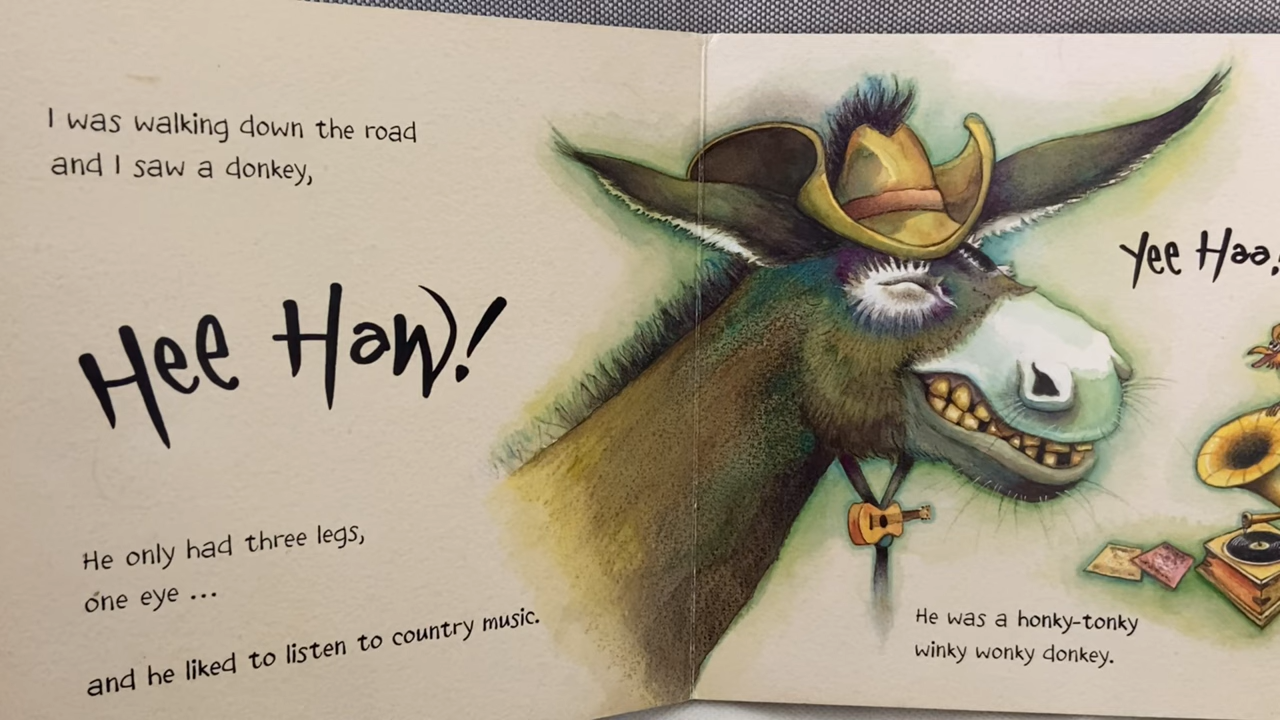 I was walking down the road
and I saw a donkey,
Hee Haw!
He only had three legs,
one eye ...
and he liked to listen to country music.
Yee Haa,
He was a honky-tonky
winky wonky donkey.